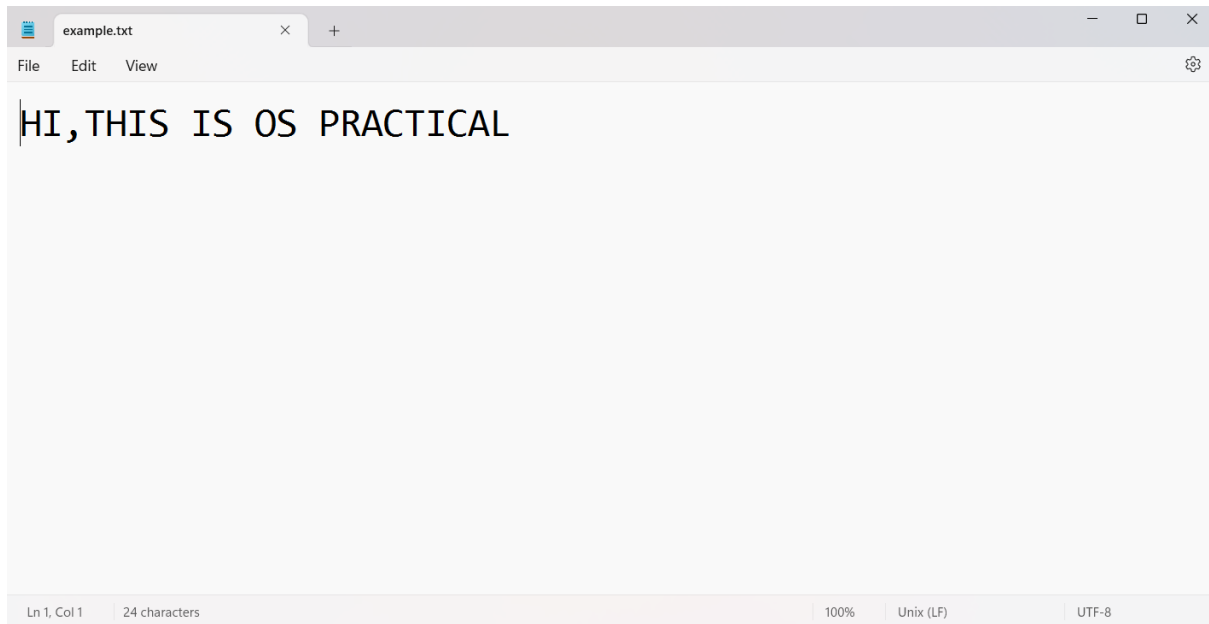 example.txt
File Edit View
HI,THIS IS OS PRACTICAL
Ln 1, Col 1 24 characters 100% Unix (LF) UTF-8